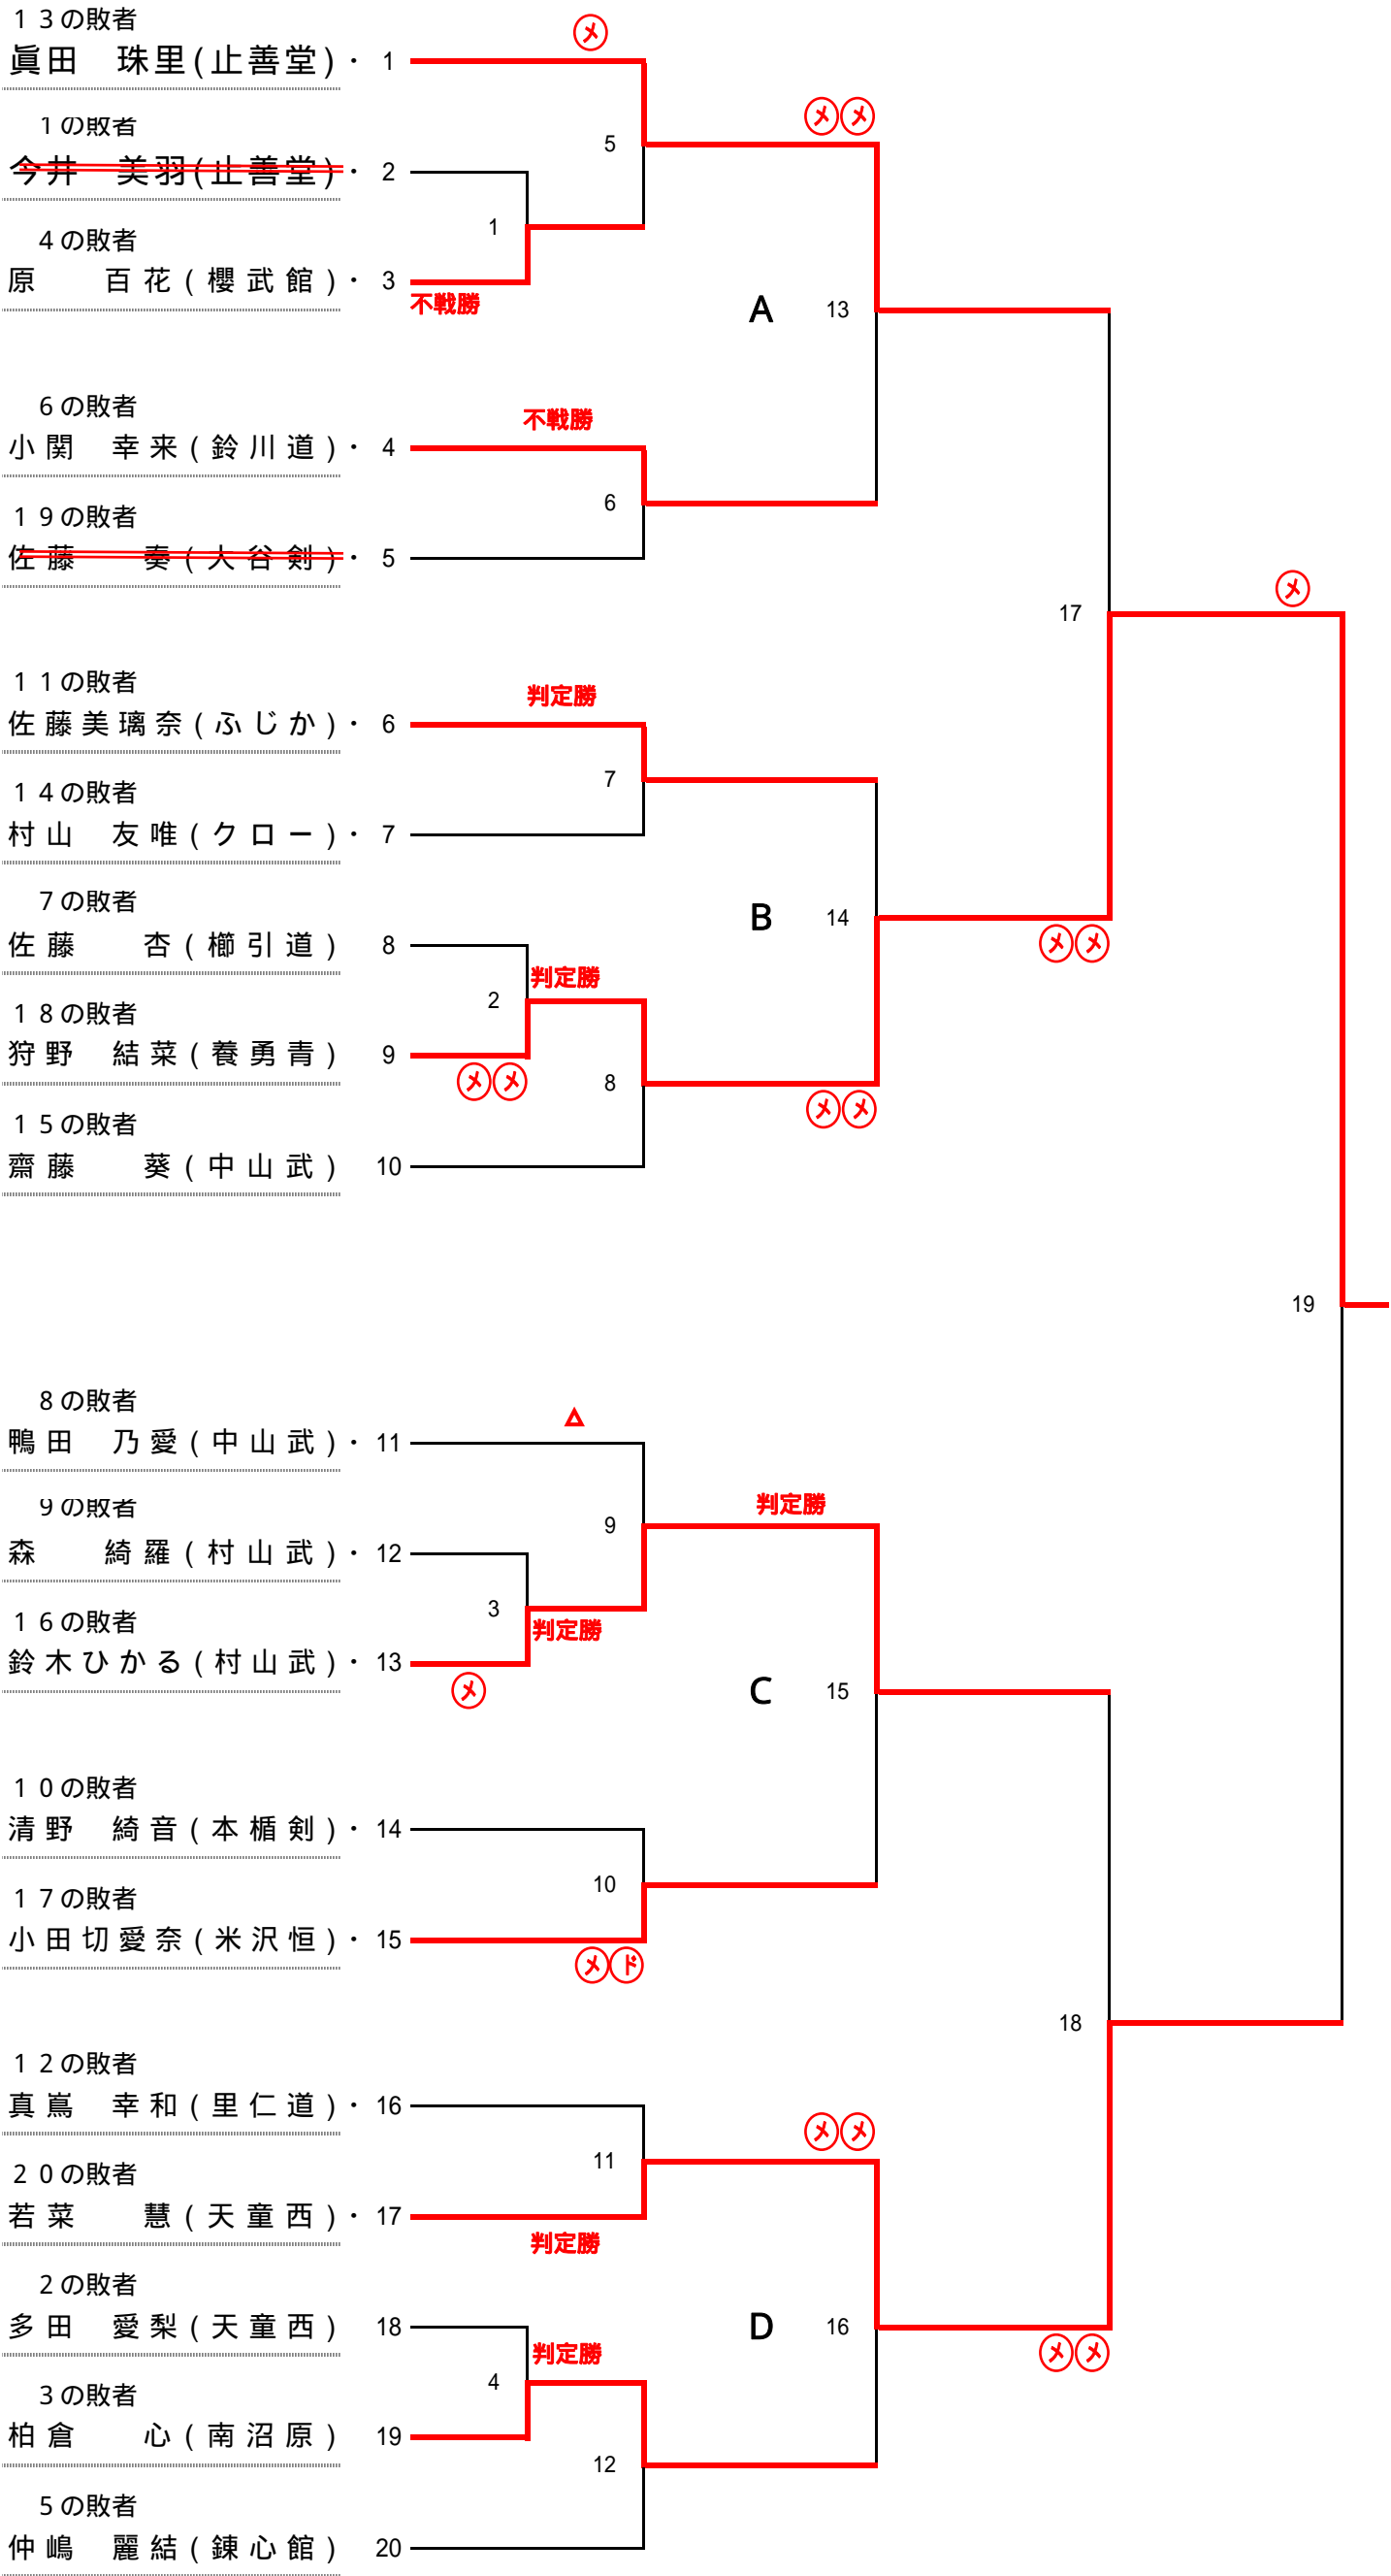 13の敗者
㋱
眞田　珠里(止善堂)・ 1
㋱㋱
1の敗者
5
今井　美羽(止善堂)・ 2
1
4の敗者
原　百花(櫻武館)・ 3
不戦勝
A 13
6の敗者
不戦勝
小関　幸来(鈴川道)・ 4
6
19の敗者
佐藤　奏(大谷剣)・ 5
㋱
17
11の敗者
判定勝
佐藤美璃奈(ふじか)・ 6
7
14の敗者
村山　友唯(クロー)・ 7
7の敗者
B 14
佐藤　杏(櫛引道) 8
㋱㋱
判定勝
2
18の敗者
狩野　結菜(養勇青) 9
㋱㋱
8
㋱㋱
15の敗者
齋藤　葵(中山武) 10
19
8の敗者
△
鴨田　乃愛(中山武)・ 11
9の敗者
判定勝
9
森　綺羅(村山武)・ 12
3
16の敗者
判定勝
鈴木ひかる(村山武)・ 13
㋱
C 15
10の敗者
清野　綺音(本楯剣)・ 14
10
17の敗者
小田切愛奈(米沢恒)・ 15
㋱ド
18
12の敗者
真嶌　幸和(里仁道)・ 16
㋱㋱
11
20の敗者
若菜　慧(天童西)・ 17
判定勝
2の敗者
多田　愛梨(天童西) 18
D 16
判定勝
㋱㋱
4
3の敗者
柏倉　心(南沼原) 19
12
5の敗者
仲嶋　麗結(錬心館) 20